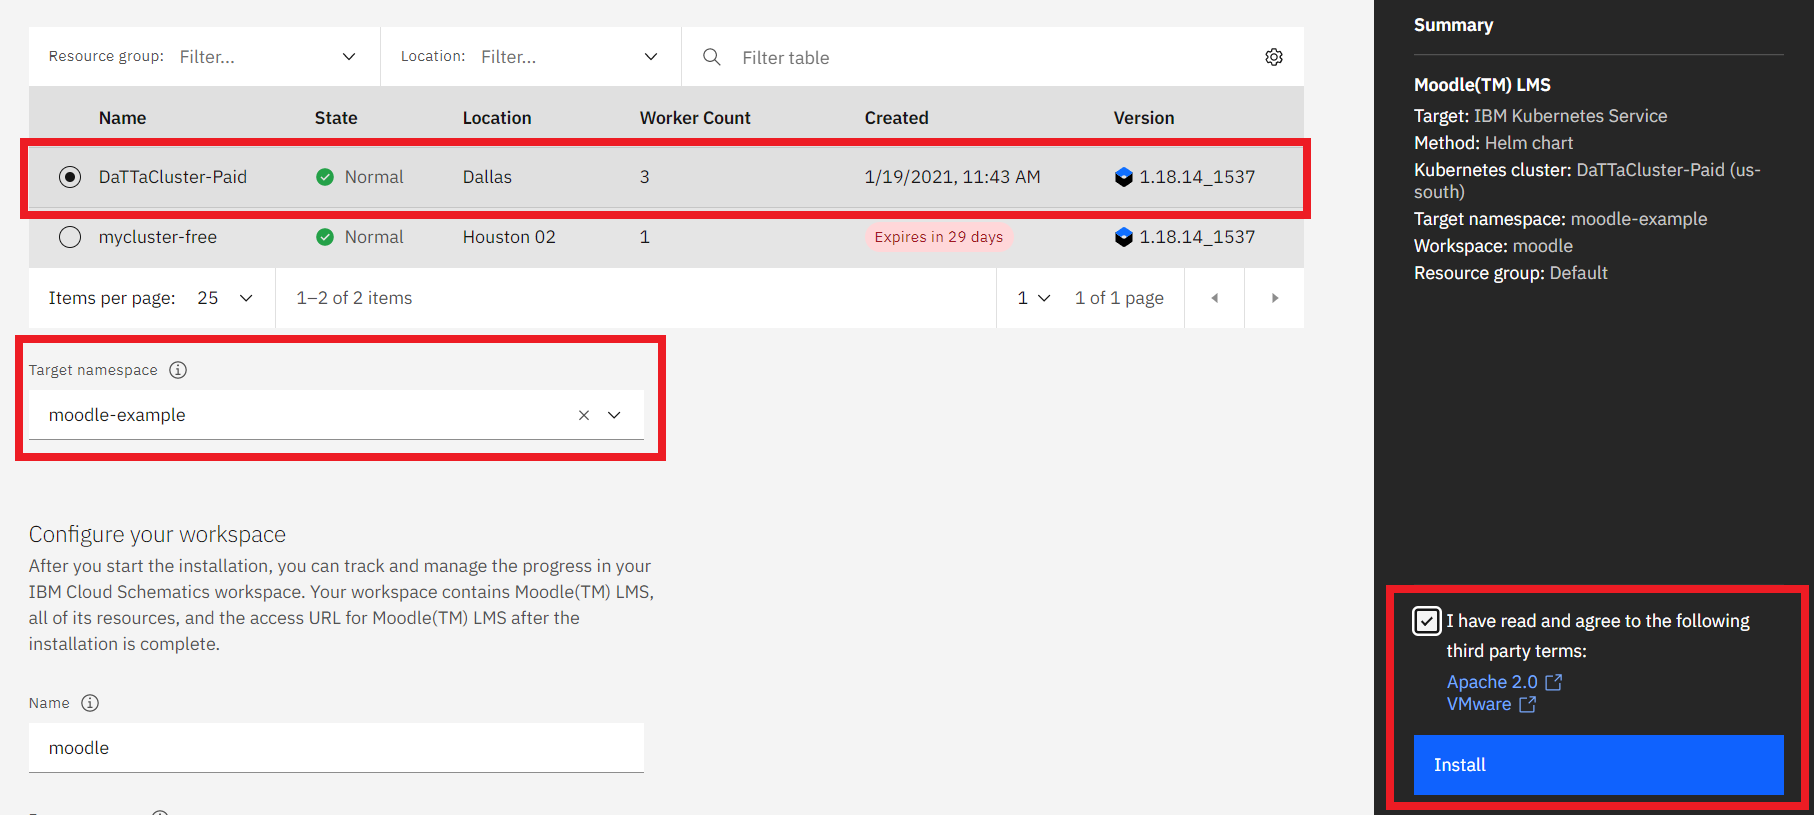 Resource group: Filter... Location: Filter... Filter table
Name State Location Worker Count Created Version
DaTTaCluster-Paid Normal Dallas 3 1/19/2021, 11:43 AM 1.18.14_1537
mycluster-free Normal Houston 02 1 Expires in 29 days 1.18.14_1537
Items per page: 25 1–2 of 2 items 1 1 of 1 page
Target namespace
moodle-example
Configure your workspace
After you start the installation, you can track and manage the progress in your
IBM Cloud Schematics workspace. Your workspace contains Moodle(TM) LMS,
all of its resources, and the access URL for Moodle(TM) LMS after the
installation is complete.
Name
moodle
Summary
Moodle(TM) LMS
Target: IBM Kubernetes Service
Method: Helm chart
Kubernetes cluster: DaTTaCluster-Paid (us-
south)
Target namespace: moodle-example
Workspace: moodle
Resource group: Default
I have read and agree to the following
third party terms:
Apache 2.0
VMware
Install